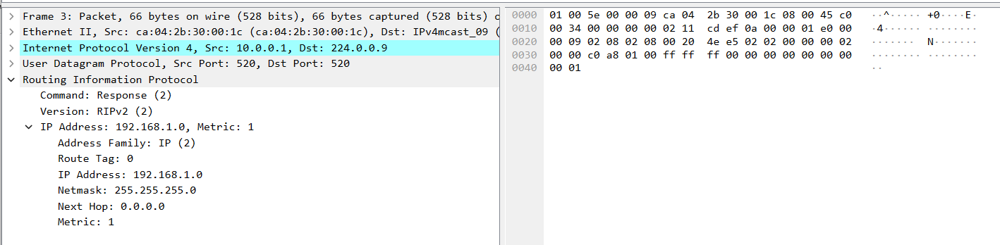 Frame 3: Packet, 66 bytes on wire (528 bits), 66 bytes captured (528 bits) o
Ethernet II, Src: ca:04:2b:30:00:1c (ca:04:2b:30:00:1c), Dst: IPv4mcast_09 (
Internet Protocol Version 4, Src: 10.0.0.1, Dst: 224.0.0.9
User Datagram Protocol, Src Port: 520, Dst Port: 520
Routing Information Protocol
Command: Response (2)
Version: RIPv2 (2)
IP Address: 192.168.1.0, Metric: 1
Address Family: IP (2)
Route Tag: 0
IP Address: 192.168.1.0
Netmask: 255.255.255.0
Next Hop: 0.0.0.0
Metric: 1
0000 01 00 5e 00 00 09 ca 04 2b 30 00 1c 08 00 45 c0 ··^····· +0····E·
0010 00 34 00 00 00 00 02 11 cd ef 0a 00 00 01 e0 00 ·4······ ········
0020 00 09 02 08 02 08 00 20 4e e5 02 02 00 00 00 02 ······· N·······
0030 00 00 c0 a8 01 00 ff ff ff 00 00 00 00 00 00 00 ········ ········
0040 00 01 ··